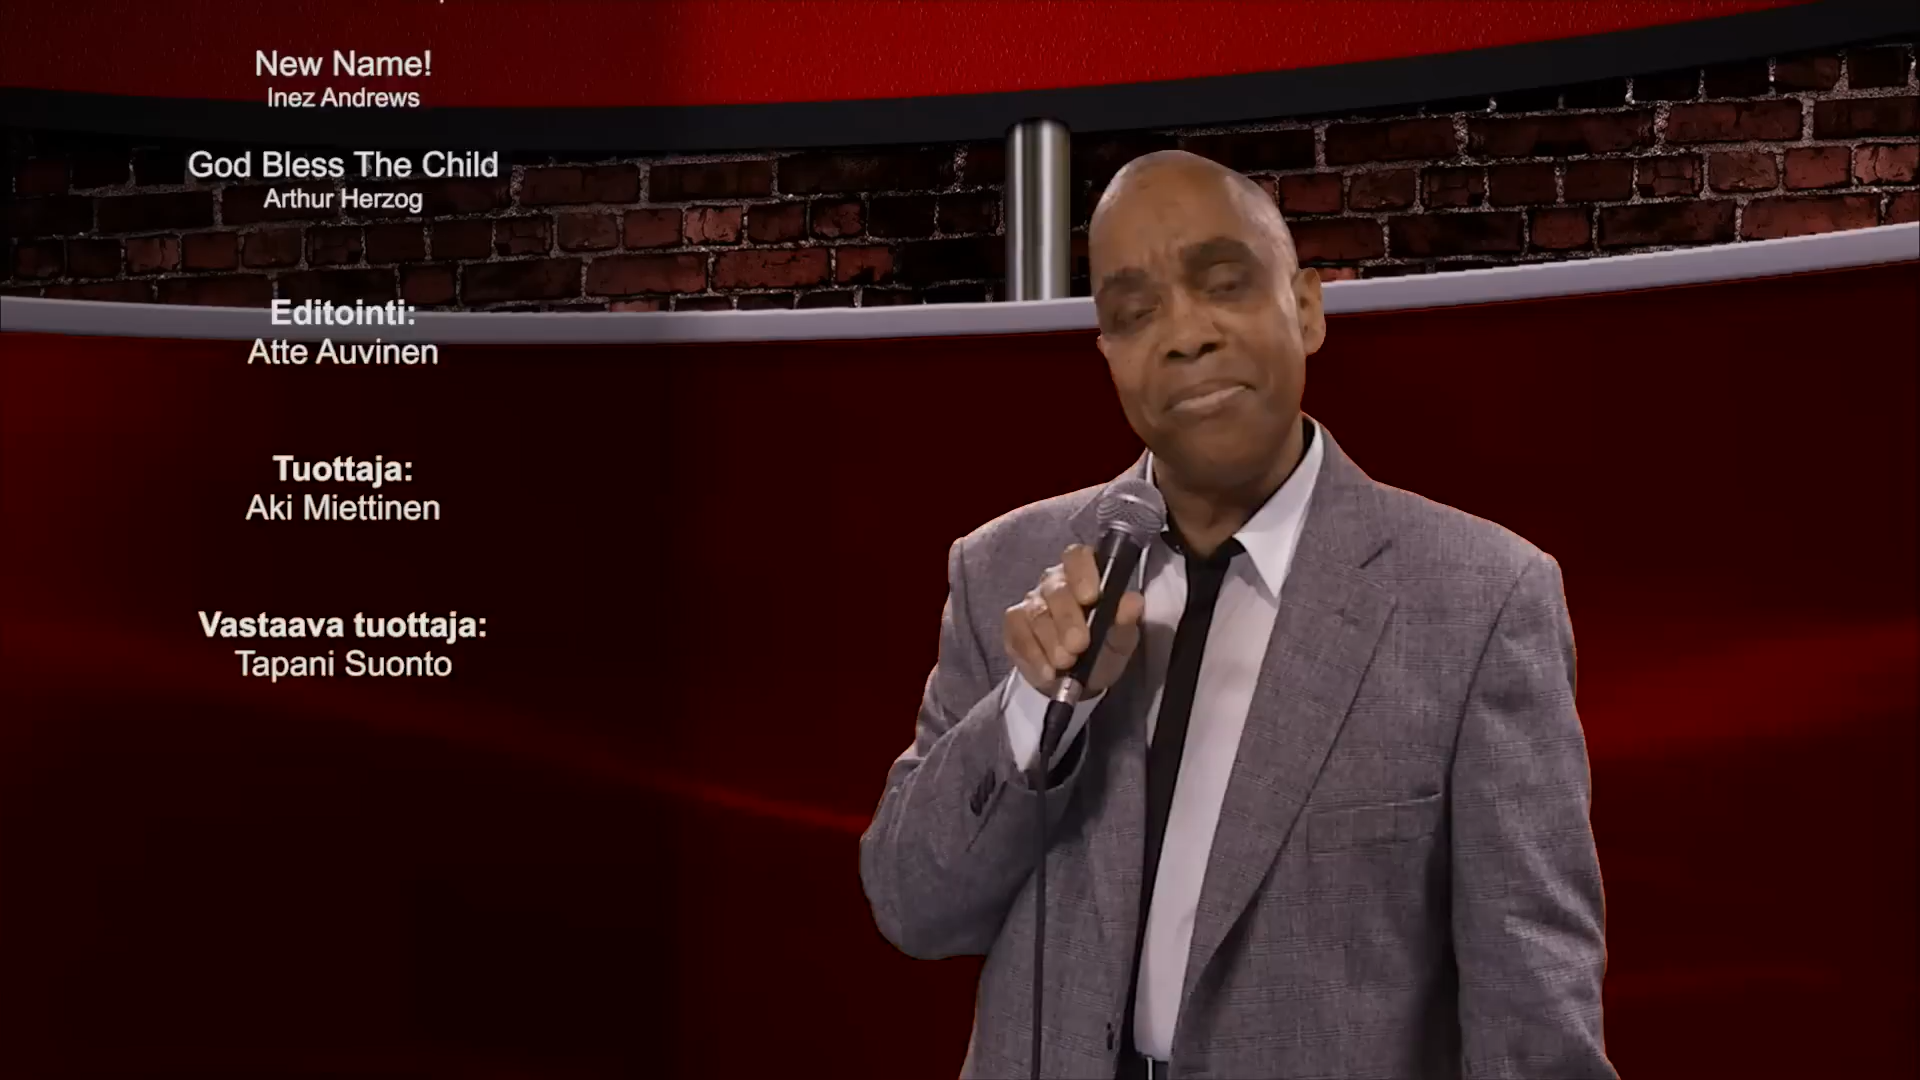 New Name!
Inez Andrews
God Bless The Child
Arthur Herzog
Editointi:
Atte Auvinen
Tuottaja:
Aki Miettinen
Vastaava tuottaja:
Tapani Suonto